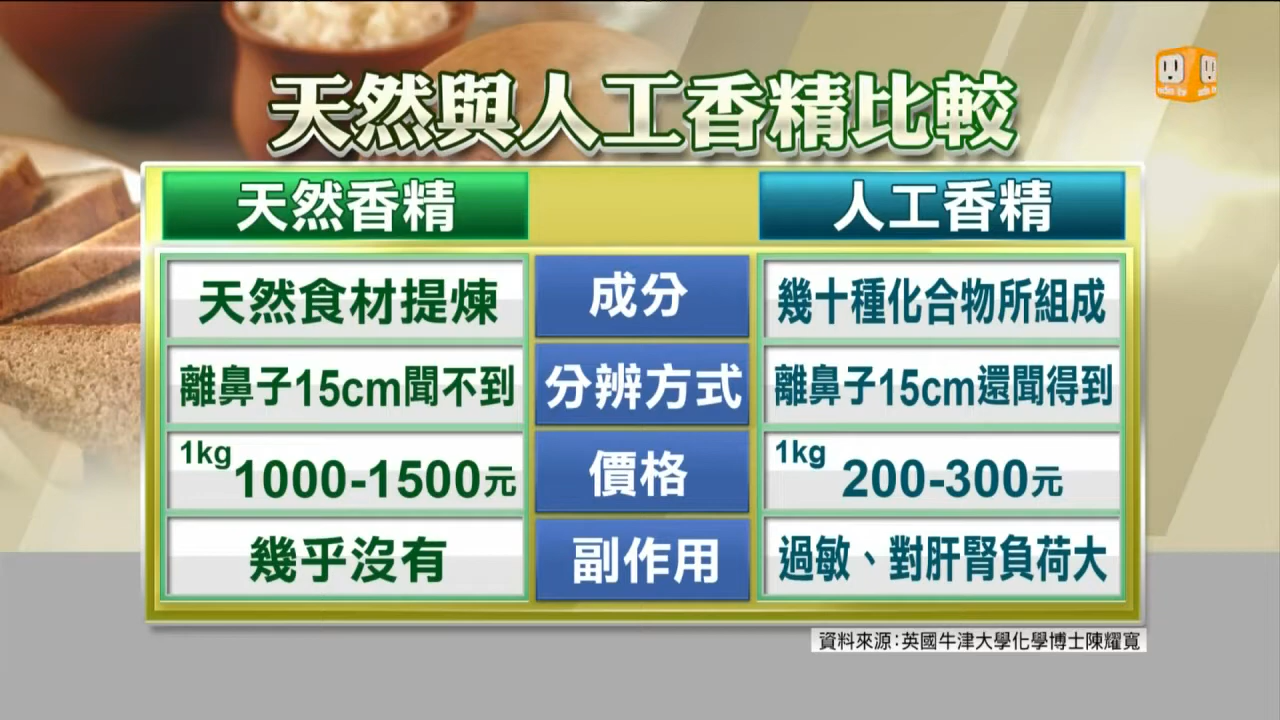 天然與人工香精比較
天然香精 人工香精
天然食材提煉 成分 幾十種化合物所組成
離鼻子15cm聞不到 分辨方式 離鼻子15cm還聞得到
1kg 1000-1500元 價格 1kg 200-300元
幾乎沒有 副作用 過敏、對肝腎負荷大
資料來源:英國牛津大學化學博士陳耀寬